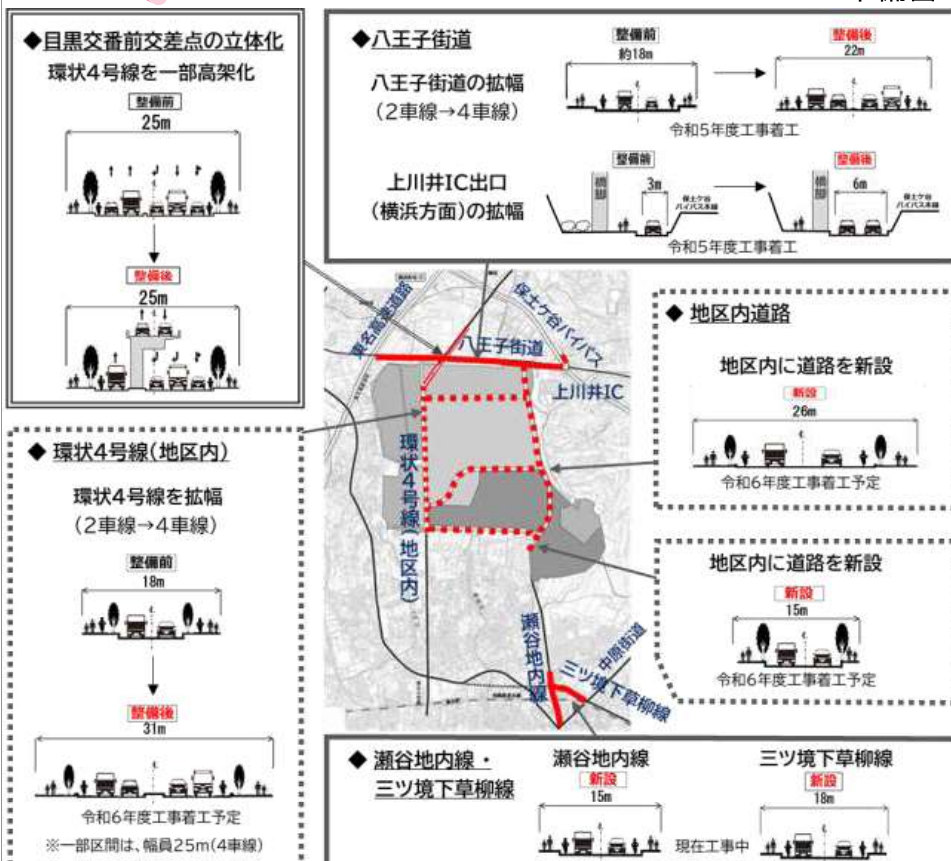 ◆目黒交番前交差点の立体化
環状4号線を一部高架化
整備前
25m
整備後
25m
◆八王子街道
八王子街道の拡幅
(2車線→4車線)
整備前
約18m
整備後
22m
令和5年度工事着工
上川井IC出口
(横浜方面)の拡幅
整備前
橋脚
3m
保土ケ谷
バイパス本線
整備後
橋脚
6m
保土ケ谷
バイパス本線
令和5年度工事着工
東名高速道路
保土ケ谷バイパス
八王子街道
上川井IC
環状4号線(地区内)
瀬谷地内線
中原街道
三ツ境下草柳線
◆ 地区内道路
地区内に道路を新設
新設
26m
令和6年度工事着工予定
地区内に道路を新設
新設
15m
令和6年度工事着工予定
◆ 環状4号線(地区内)
環状4号線を拡幅
(2車線→4車線)
整備前
18m
整備後
31m
令和6年度工事着工予定
※一部区間は、幅員25m(4車線)
◆ 瀬谷地内線・
三ツ境下草柳線
瀬谷地内線
新設
15m
現在工事中
三ツ境下草柳線
新設
18m